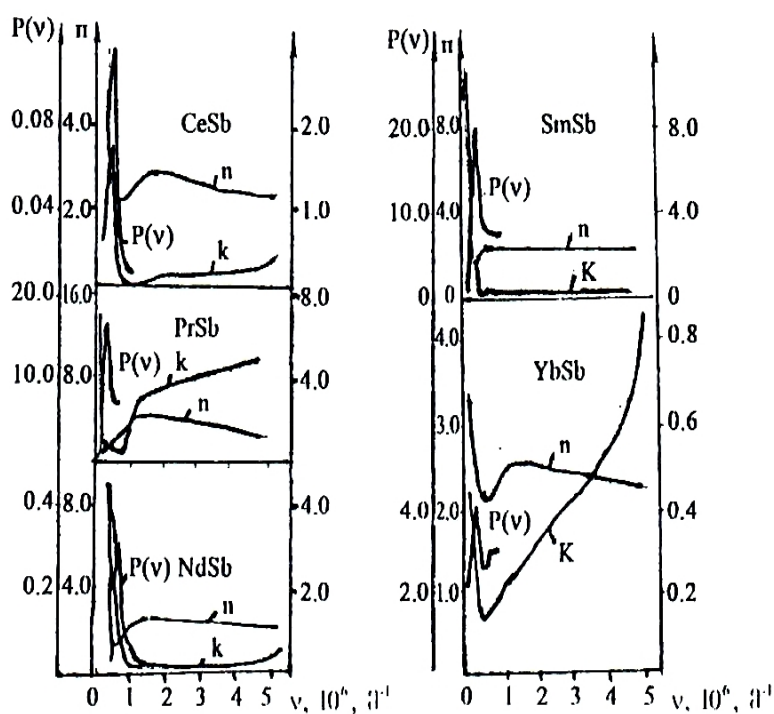 P(ν) n
P(ν) n
0.08 4.0 CeSb 2.0
20.0 8.0 SmSb 8.0
n
P(ν)
0.04 2.0 1.0
10.0 4.0 4.0
P(ν)
n
k
K
20.0 16.0 8.0
0 0 0
PrSb
4.0 0.8
P(ν) k
10.0 8.0 4.0
YbSb
n
3.0 0.6
n
0.4 8.0 4.0
4.0 2.0 0.4
P(ν)
K
P(ν) NdSb
0.2 4.0 2.0
2.0 1.0 0.2
n
k
0 1 2 3 4 5 ν, 10⁶,
0 1 2 3 4 5 ν, 10⁶,